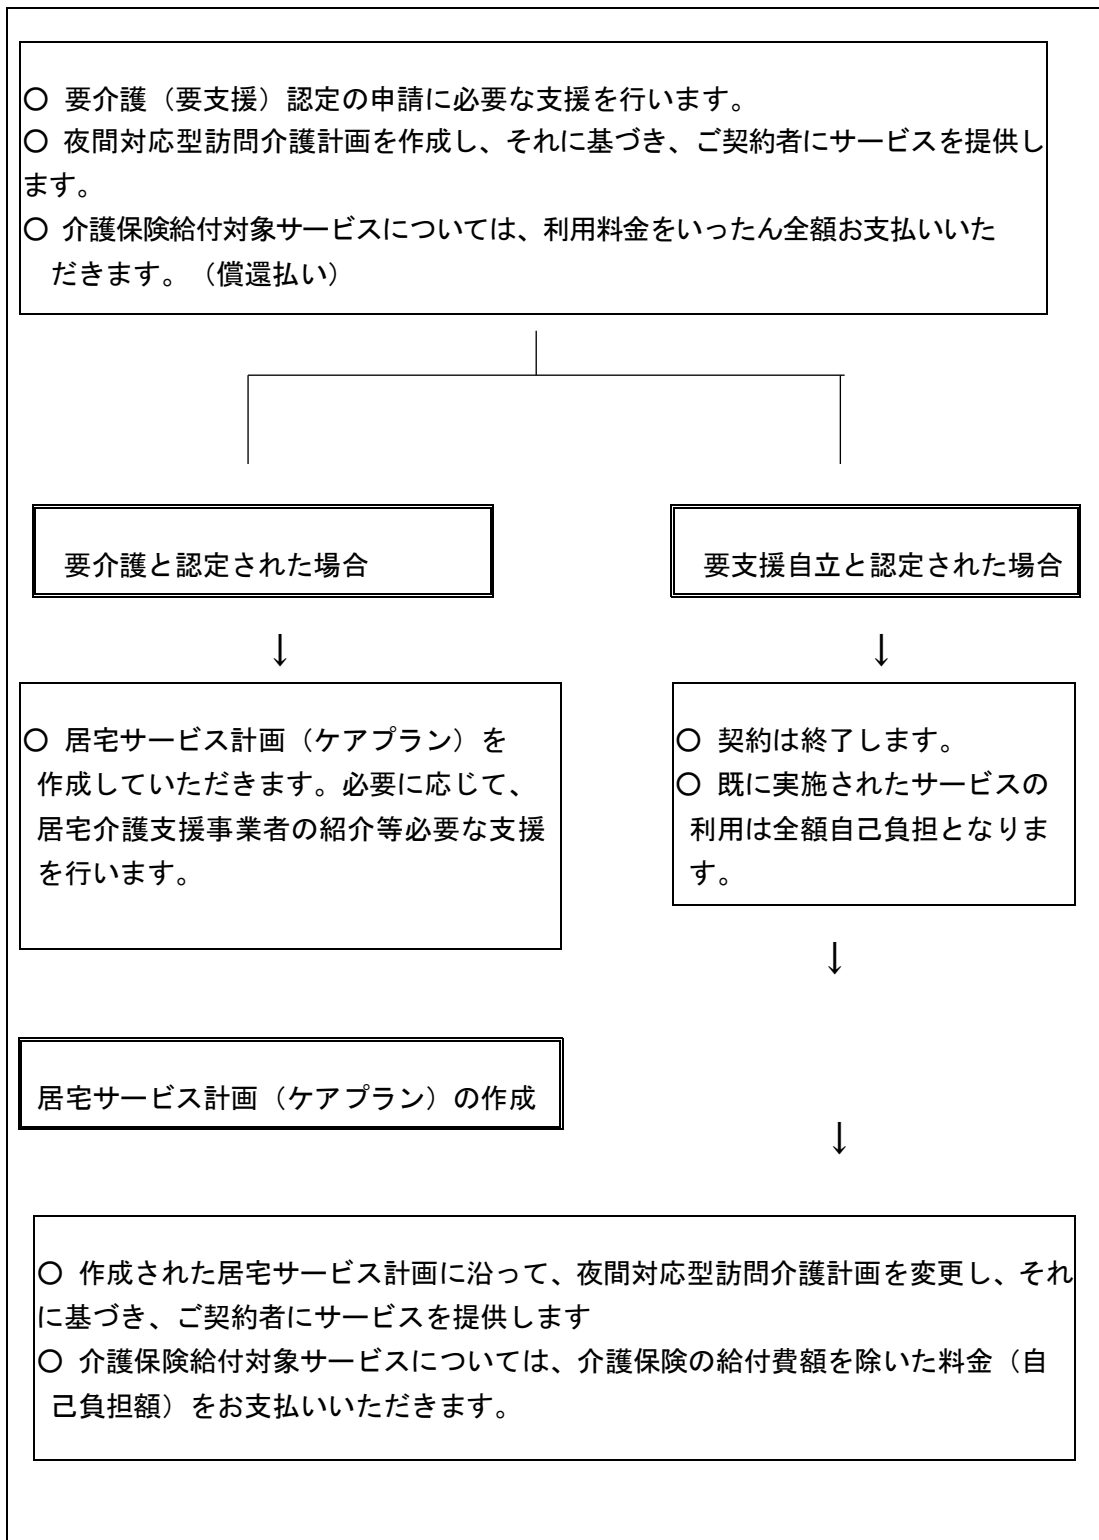 〇 要介護（要支援）認定の申請に必要な支援を行います。
〇 夜間対応型訪問介護計画を作成し、それに基づき、ご契約者にサービスを提供し
ます。
〇 介護保険給付対象サービスについては、利用料金をいったん全額お支払いいた
だきます。（償還払い）
要介護と認定された場合
要支援自立と認定された場合
↓
↓
〇 居宅サービス計画（ケアプラン）を
作成していただきます。必要に応じて、
居宅介護支援事業者の紹介等必要な支援
を行います。
〇 契約は終了します。
〇 既に実施されたサービスの
利用は全額自己負担となりま
す。
↓
居宅サービス計画（ケアプラン）の作成
↓
〇 作成された居宅サービス計画に沿って、夜間対応型訪問介護計画を変更し、それ
に基づき、ご契約者にサービスを提供します
〇 介護保険給付対象サービスについては、介護保険の給付費額を除いた料金（自
己負担額）をお支払いいただきます。